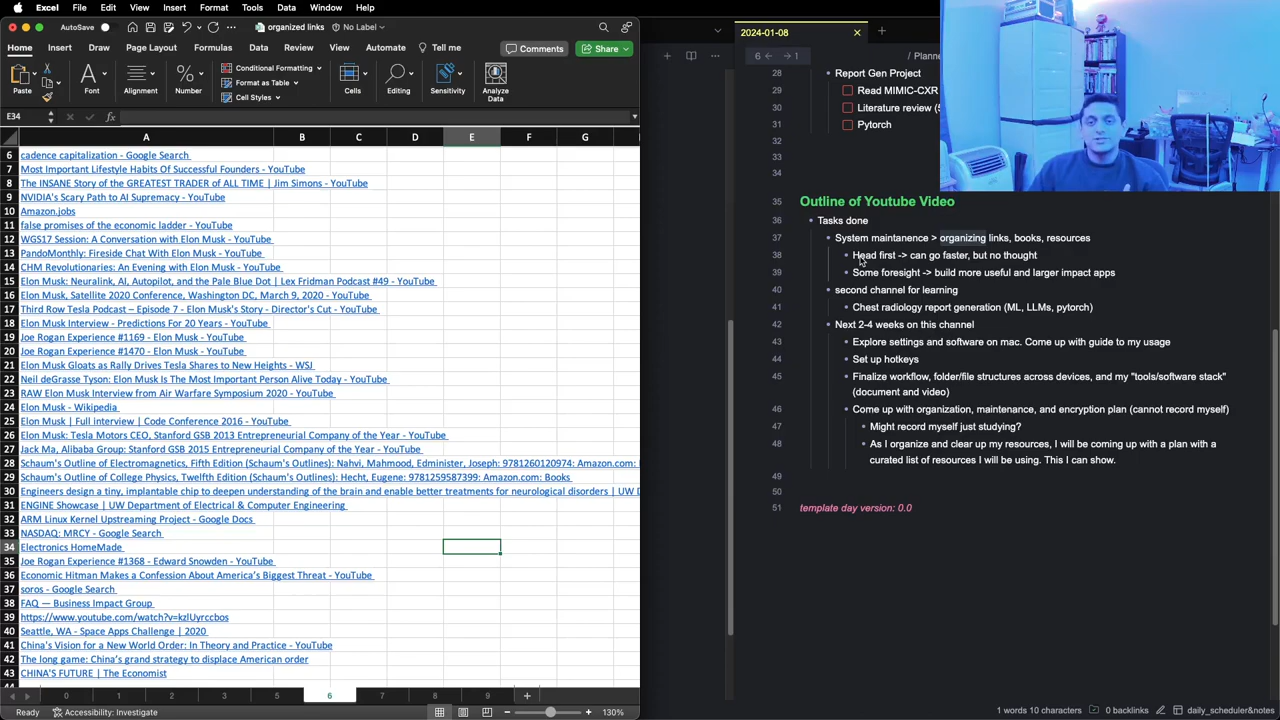 Excel File Edit View Insert Format Tools Data Window Help
AutoSave organized links No Label
Home Insert Draw Page Layout Formulas Data Review View Automate Tell me Comments Share
Paste Font Alignment Number Conditional Formatting Format as Table Cell Styles Cells Editing Sensitivity Analyze Data
E34 fx
A B C D E F G
6 cadence capitalization - Google Search
7 Most Important Lifestyle Habits Of Successful Founders - YouTube
8 The INSANE Story of the GREATEST TRADER of ALL TIME | Jim Simons - YouTube
9 NVIDIA's Scary Path to AI Supremacy - YouTube
10 Amazon.jobs
11 false promises of the economic ladder - YouTube
12 WGS17 Session: A Conversation with Elon Musk - YouTube
13 PandoMonthly: Fireside Chat With Elon Musk - YouTube
14 CHM Revolutionaries: An Evening with Elon Musk - YouTube
15 Elon Musk: Neuralink, AI, Autopilot, and the Pale Blue Dot | Lex Fridman Podcast #49 - YouTube
16 Elon Musk, Satellite 2020 Conference, Washington DC, March 9, 2020 - YouTube
17 Third Row Tesla Podcast – Episode 7 - Elon Musk's Story - Director's Cut - YouTube
18 Elon Musk Interview - Predictions For 20 Years - YouTube
19 Joe Rogan Experience #1169 - Elon Musk - YouTube
20 Joe Rogan Experience #1470 - Elon Musk - YouTube
21 Elon Musk Gloats as Rally Drives Tesla Shares to New Heights - WSJ
22 Neil deGrasse Tyson: Elon Musk Is The Most Important Person Alive Today - YouTube
23 RAW Elon Musk Interview from Air Warfare Symposium 2020 - YouTube
24 Elon Musk - Wikipedia
25 Elon Musk | Full interview | Code Conference 2016 - YouTube
26 Elon Musk: Tesla Motors CEO, Stanford GSB 2013 Entrepreneurial Company of the Year - YouTube
27 Jack Ma, Alibaba Group: Stanford GSB 2015 Entrepreneurial Company of the Year - YouTube
28 Schaum's Outline of Electromagnetics, Fifth Edition (Schaum's Outlines): Nahvi, Mahmood, Edminister, Joseph: 9781260120974: Amazon.com:
29 Schaum's Outline of College Physics, Twelfth Edition (Schaum's Outlines): Hecht, Eugene: 9781259587399: Amazon.com: Books
30 Engineers design a tiny, implantable chip to deepen understanding of the brain and enable better treatments for neurological disorders | UW D
31 ENGINE Showcase | UW Department of Electrical & Computer Engineering
32 ARM Linux Kernel Upstreaming Project - Google Docs
33 NASDAQ: MRCY - Google Search
34 Electronics HomeMade
35 Joe Rogan Experience #1368 - Edward Snowden - YouTube
36 Economic Hitman Makes a Confession About America's Biggest Threat - YouTube
37 soros - Google Search
38 FAQ — Business Impact Group
39 https://www.youtube.com/watch?v=kzlUyrccbos
40 Seattle, WA - Space Apps Challenge | 2020
41 China's Vision for a New World Order: In Theory and Practice - YouTube
42 The long game: China's grand strategy to displace American order
43 CHINA'S FUTURE | The Economist
0 1 2 3 4 5 6 7 8 9
Ready Accessibility: Investigate 130%
2024-01-08
6 ← → 1 / Planne
28 Report Gen Project
29 Read MIMIC-CXR
30 Literature review (5
31 Pytorch
32
33
34
35 Outline of Youtube Video
36 Tasks done
37 System maintanence > organizing links, books, resources
38 Head first -> can go faster, but no thought
39 Some foresight -> build more useful and larger impact apps
40 second channel for learning
41 Chest radiology report generation (ML, LLMs, pytorch)
42 Next 2-4 weeks on this channel
43 Explore settings and software on mac. Come up with guide to my usage
44 Set up hotkeys
45 Finalize workflow, folder/file structures across devices, and my "tools/software stack"
(document and video)
46 Come up with organization, maintenance, and encryption plan (cannot record myself)
47 Might record myself just studying?
48 As I organize and clear up my resources, I will be coming up with a plan with a
curated list of resources I will be using. This I can show.
49
50
51 template day version: 0.0
1 words 10 characters 0 backlinks daily_scheduler&notes